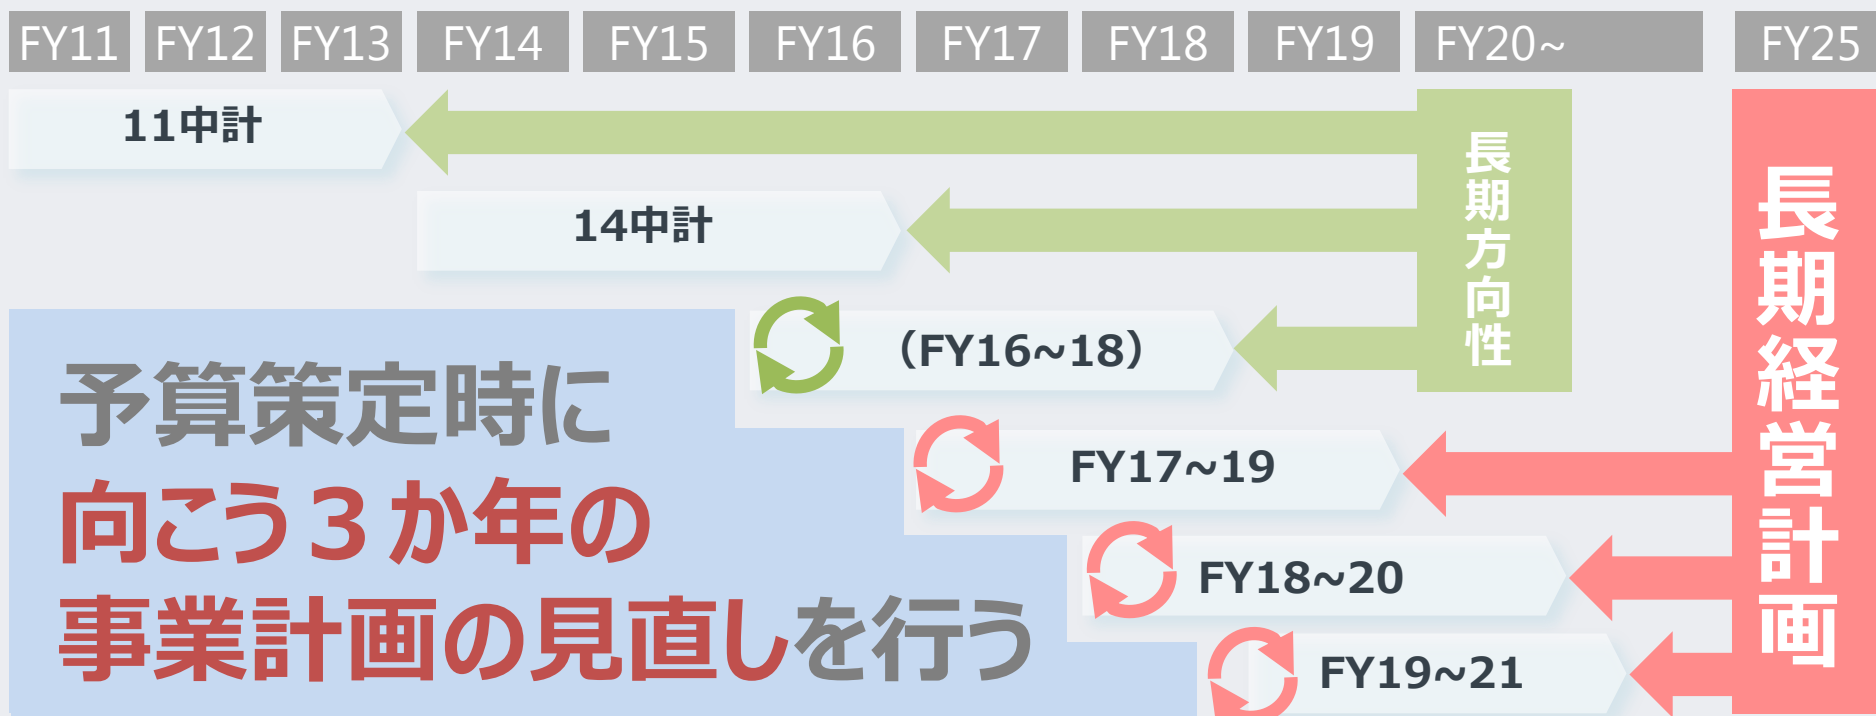 FY11 FY12 FY13 FY14 FY15 FY16 FY17 FY18 FY19 FY20~ FY25
11中計
14中計
（FY16~18）
FY17~19
FY18~20
FY19~21
長期方向性
長期経営計画
予算策定時に
向こう３か年の
事業計画の見直しを行う